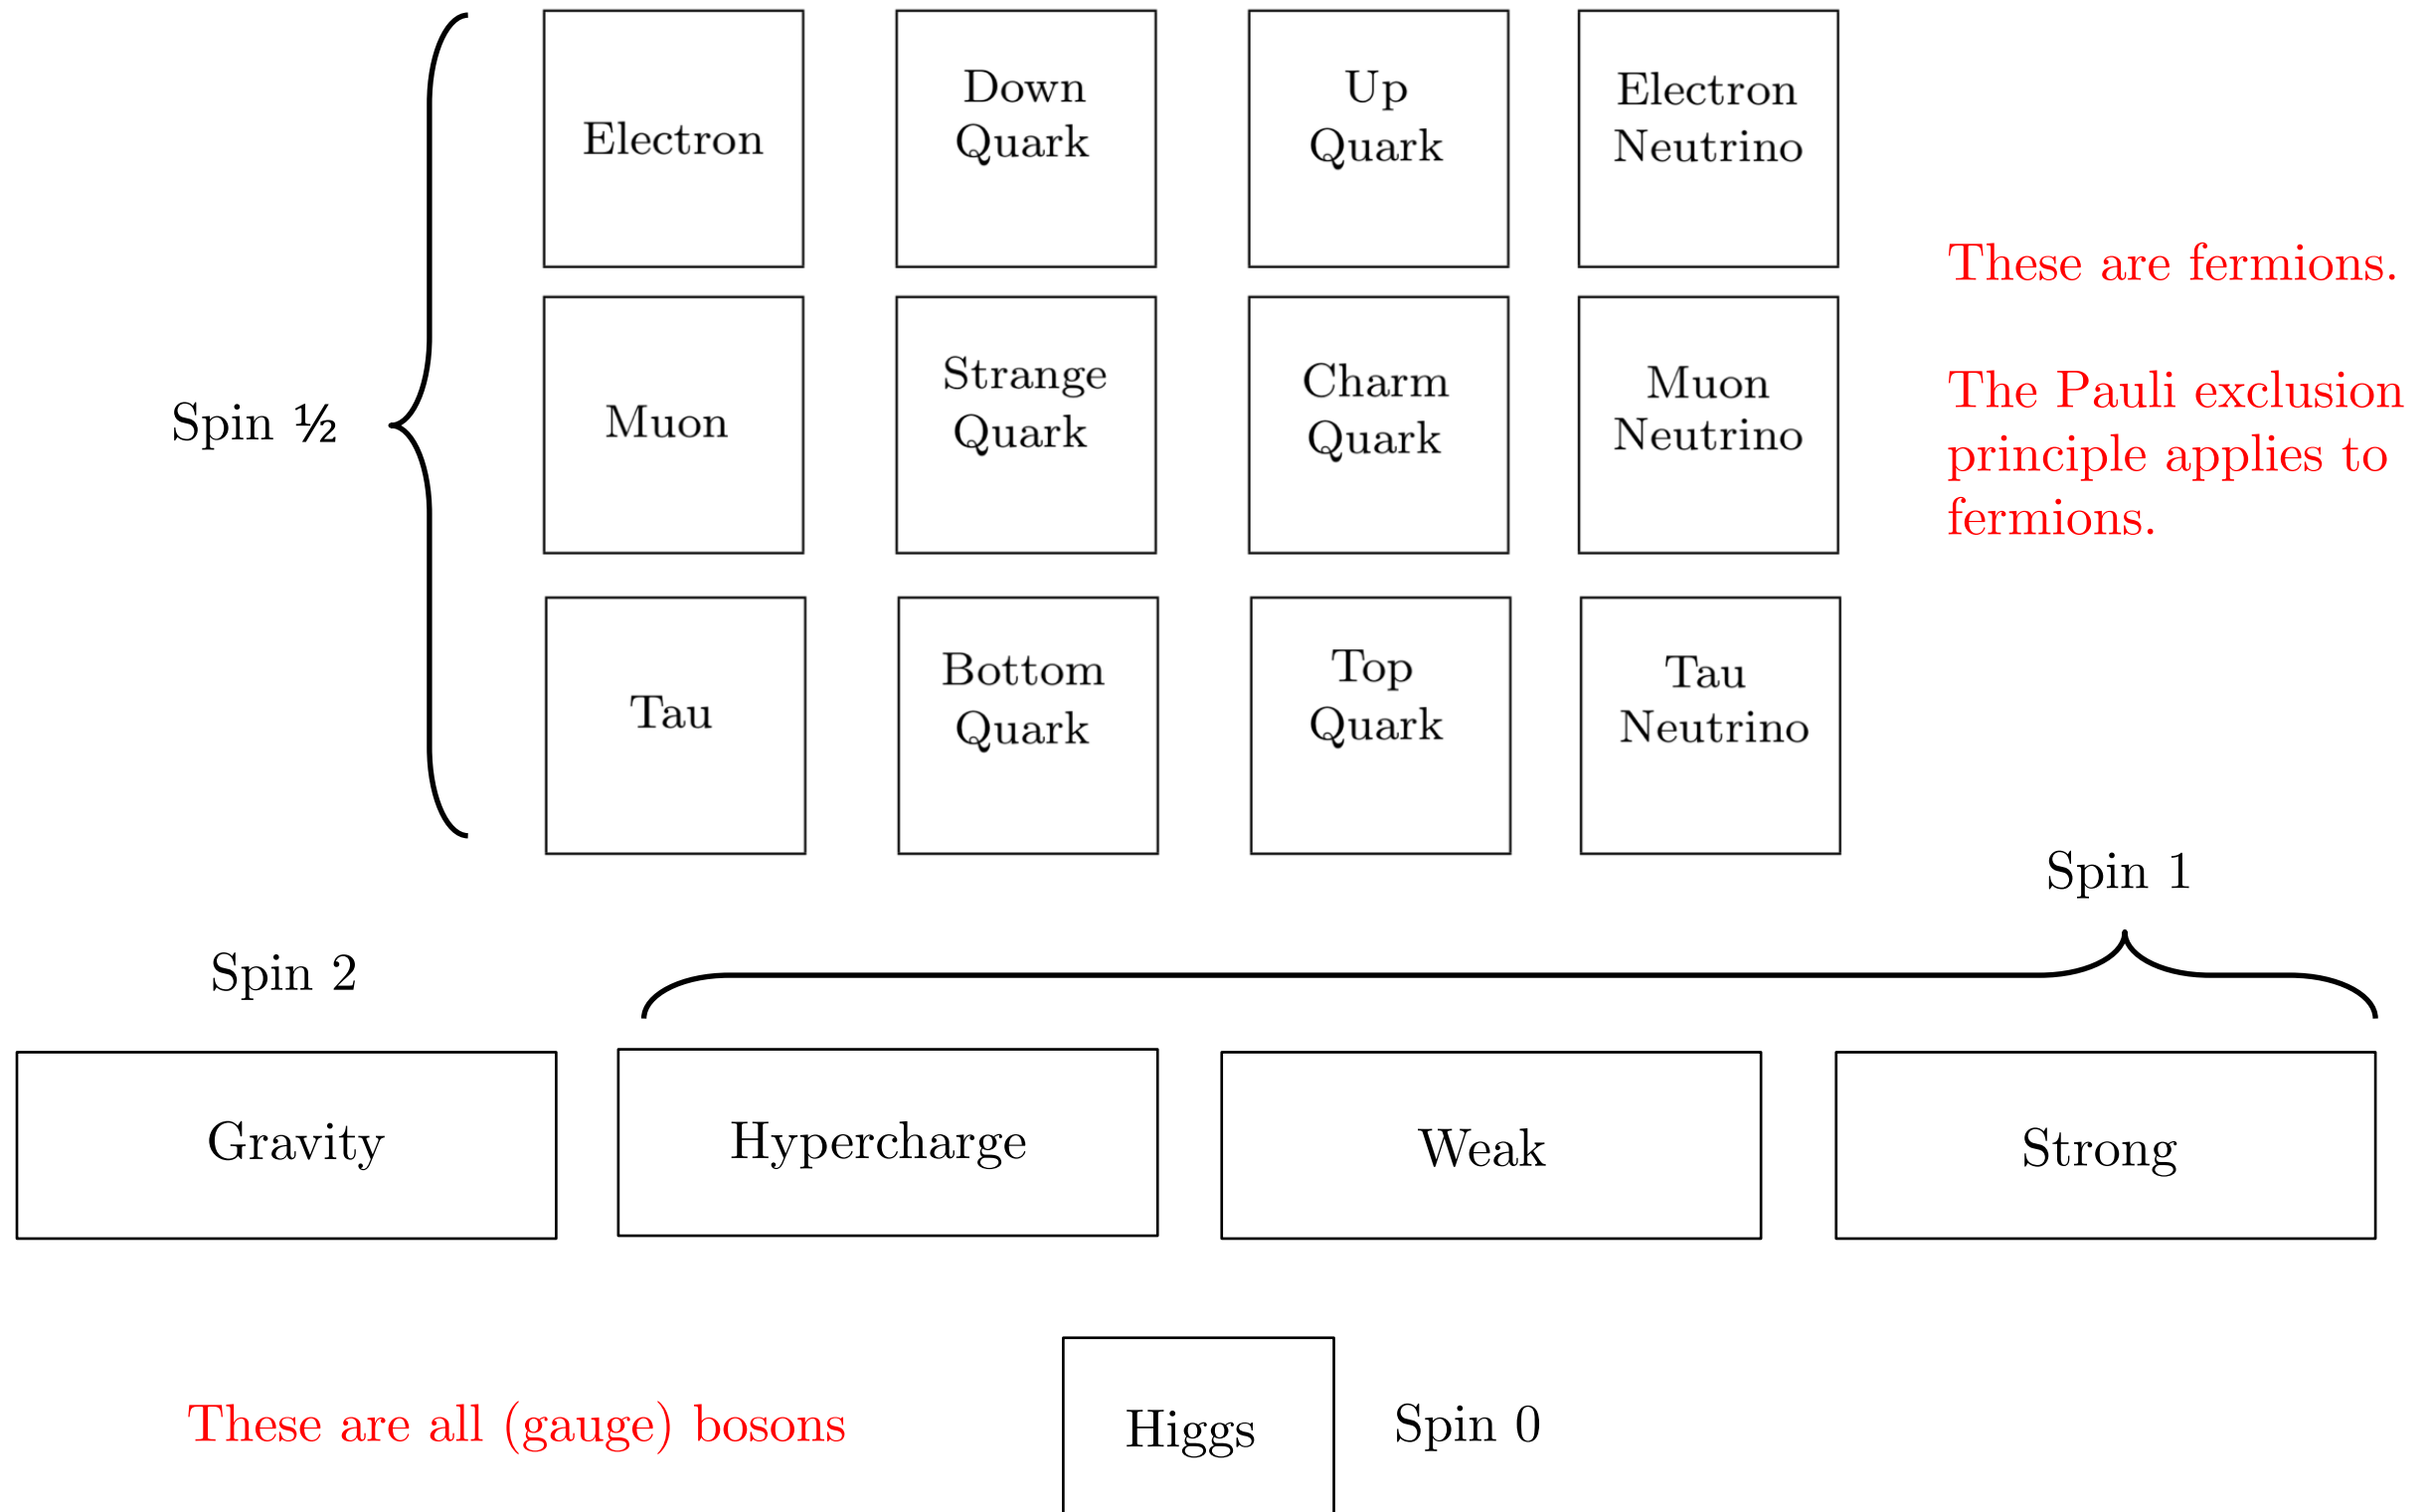 Electron
Down
Quark
Up
Quark
Electron
Neutrino
These are fermions.
Spin ½
Muon
Strange
Quark
Charm
Quark
Muon
Neutrino
The Pauli exclusion
principle applies to
fermions.
Tau
Bottom
Quark
Top
Quark
Tau
Neutrino
Spin 1
Spin 2
Gravity
Hypercharge
Weak
Strong
These are all (gauge) bosons
Higgs
Spin 0